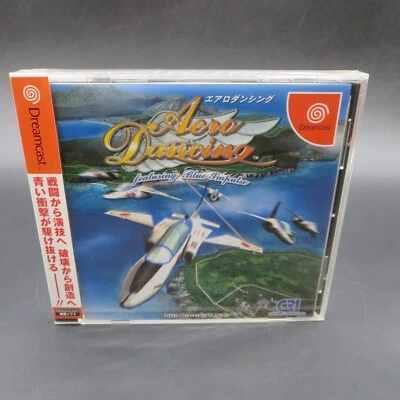 Dreamcast
戦闘から演技へ 破壊から創造へ
青い衝撃が駆け抜ける――!!
エアロダンシング
Aero
Dancing
TM
featuring Blue Impulse
Dreamcast
CRI